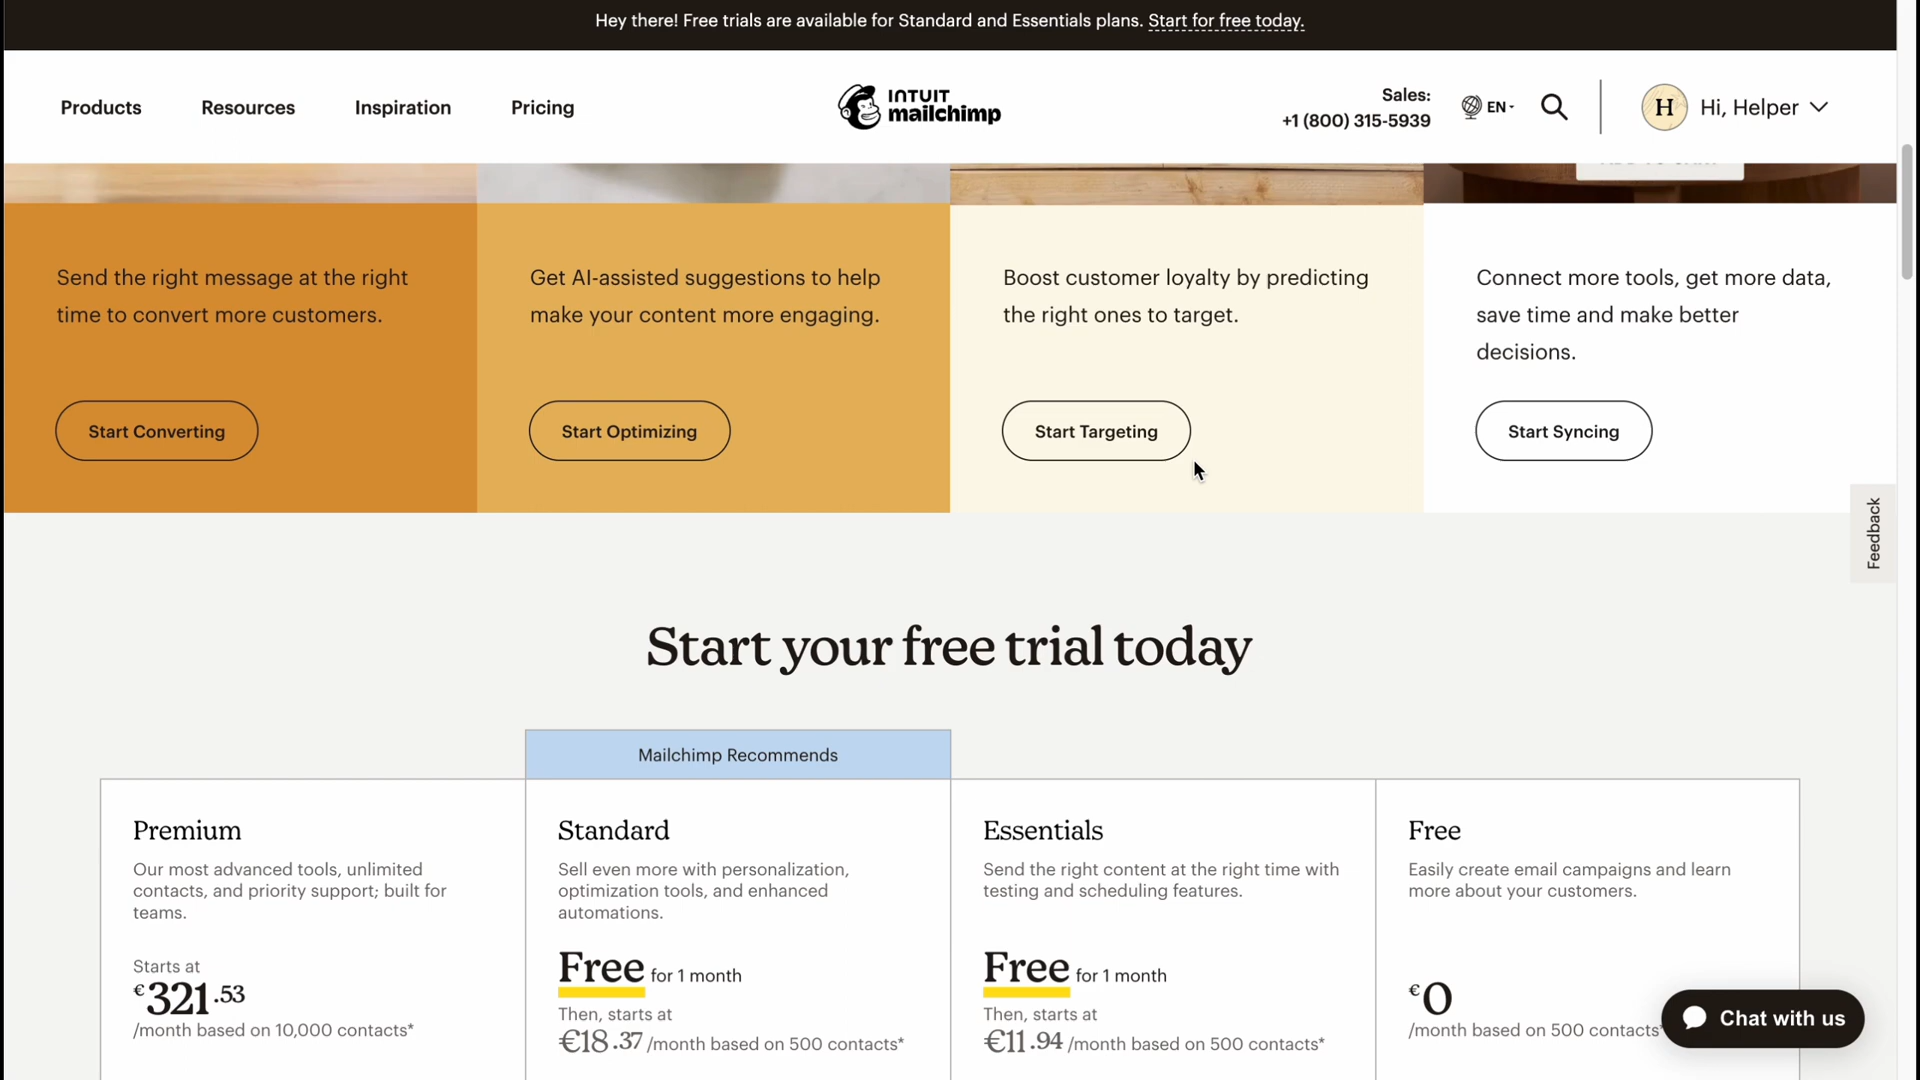 Hey there! Free trials are available for Standard and Essentials plans. Start for free today.
Products
Resources
Inspiration
Pricing
INTUIT
mailchimp
Sales:
+1 (800) 315-5939
EN
H
Hi, Helper
Send the right message at the right
time to convert more customers.
Start Converting
Get AI-assisted suggestions to help
make your content more engaging.
Start Optimizing
Boost customer loyalty by predicting
the right ones to target.
Start Targeting
Connect more tools, get more data,
save time and make better
decisions.
Start Syncing
Feedback
Start your free trial today
Mailchimp Recommends
Premium
Our most advanced tools, unlimited
contacts, and priority support; built for
teams.
Starts at
€321.53
/month based on 10,000 contacts*
Standard
Sell even more with personalization,
optimization tools, and enhanced
automations.
Free for 1 month
Then, starts at
€18.37 /month based on 500 contacts*
Essentials
Send the right content at the right time with
testing and scheduling features.
Free for 1 month
Then, starts at
€11.94 /month based on 500 contacts*
Free
Easily create email campaigns and learn
more about your customers.
€0
/month based on 500 contacts*
Chat with us